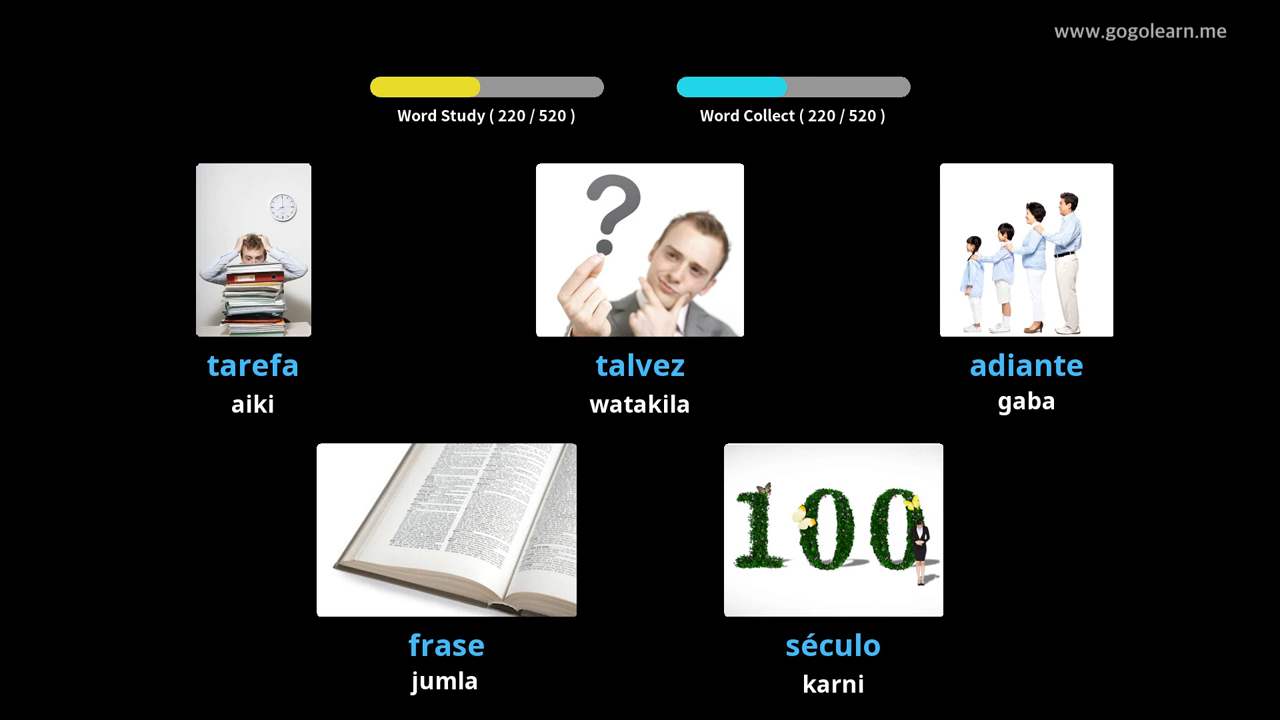 www.gogolearn.me
Word Study ( 220 / 520 )
Word Collect ( 220 / 520 )
tarefa
aiki
talvez
watakila
adiante
gaba
frase
jumla
100
século
karni